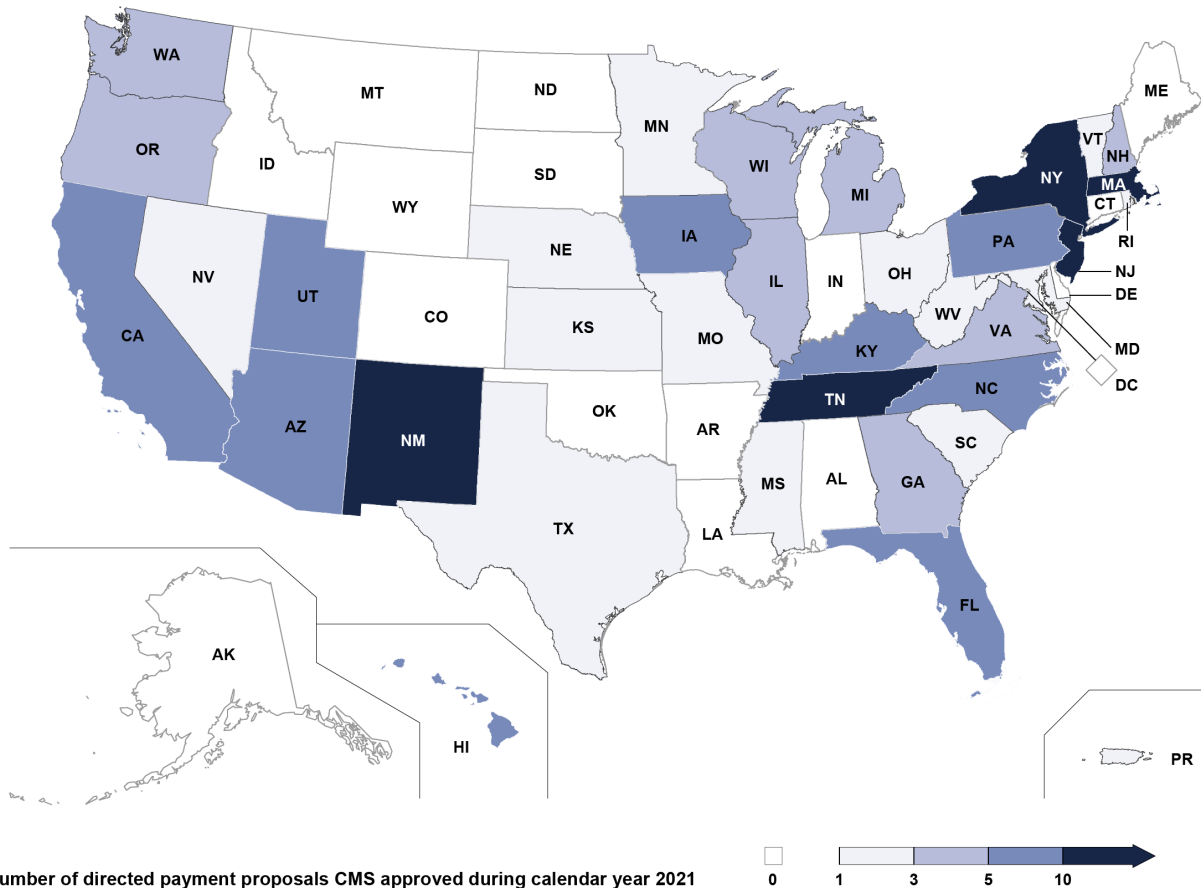 WA
MT
ND
MN
ME
OR
ID
SD
WI
VT
NH
WY
MI
NY
MA
CT
NE
IA
PA
RI
NV
UT
CO
KS
MO
IL
IN
OH
NJ
DE
CA
WV
VA
KY
MD
DC
AZ
NM
OK
AR
TN
NC
SC
TX
LA
MS
AL
GA
FL
AK
HI
PR
umber of directed payment proposals CMS approved during calendar year 2021
0 1 3 5 10